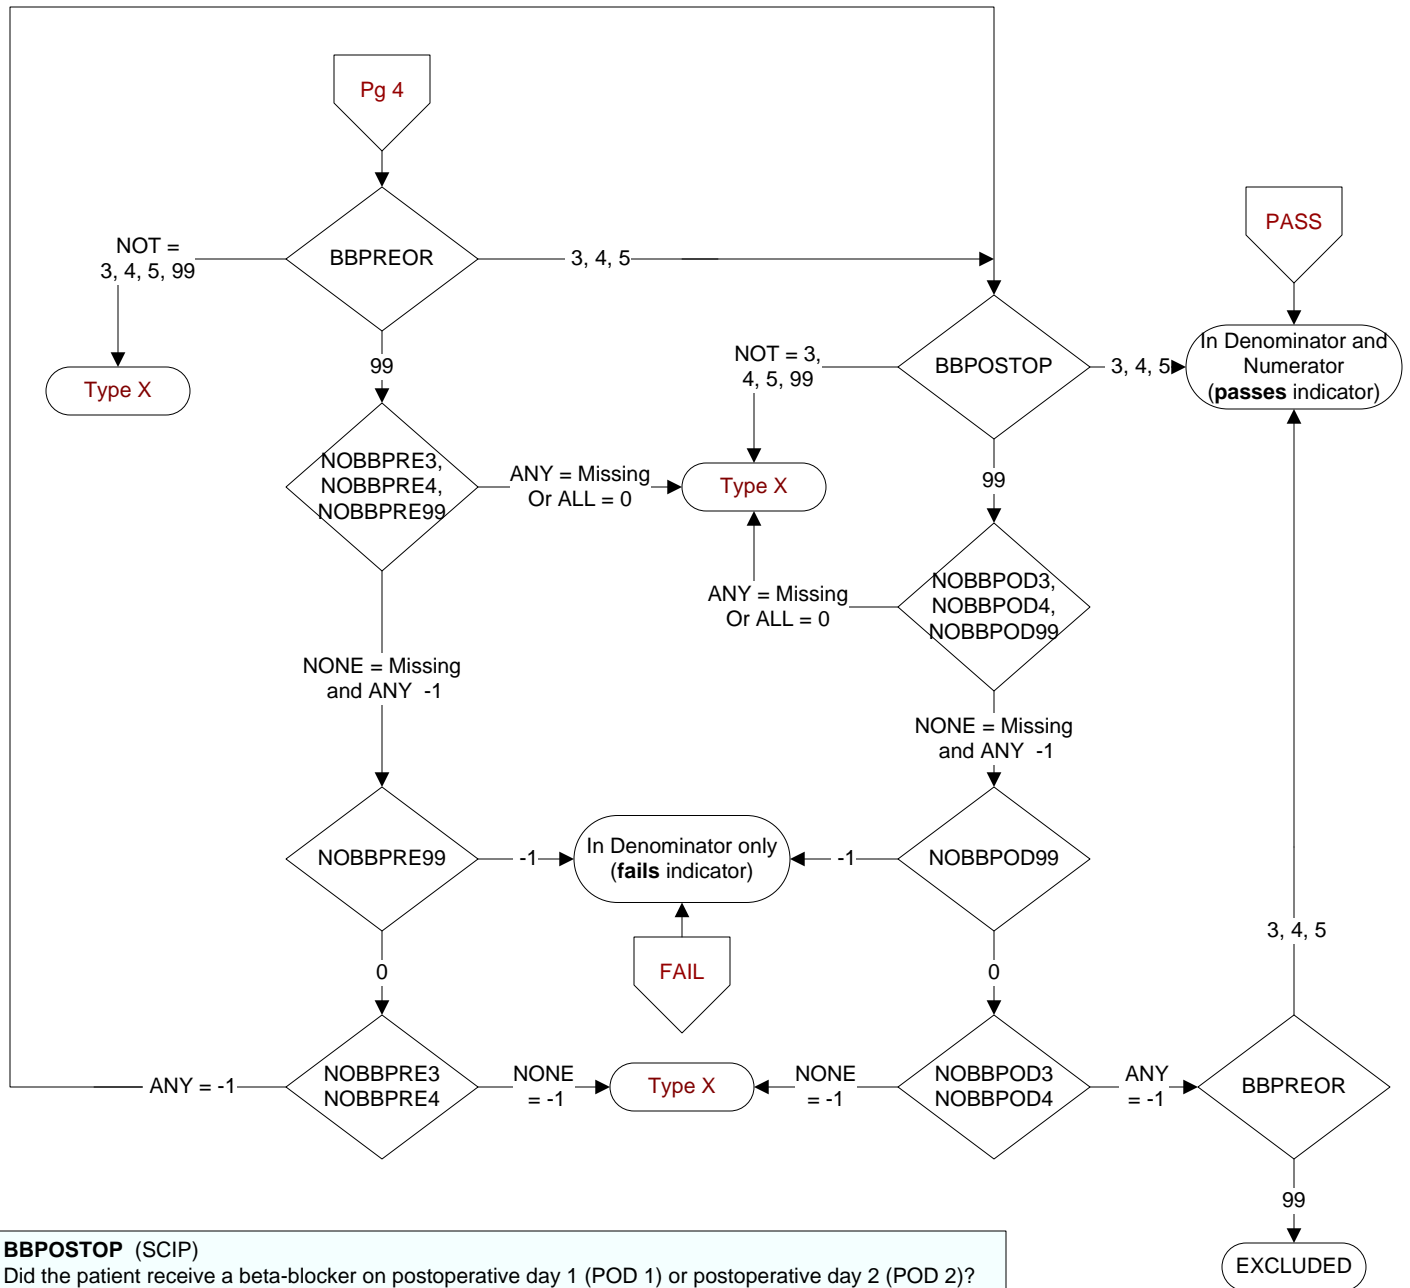 Pg 4
PASS
NOT =
3, 4, 5, 99
BBPREOR
3, 4, 5
In Denominator and
Numerator
(passes indicator)
Type X
99
NOT = 3,
4, 5, 99
BBPOSTOP
3, 4, 5
NOBBPRE3,
NOBBPRE4,
NOBBPRE99
ANY = Missing
Or ALL = 0
Type X
99
ANY = Missing
Or ALL = 0
NOBBPOD3,
NOBBPOD4,
NOBBPOD99
NONE = Missing
and ANY -1
NONE = Missing
and ANY -1
NOBBPRE99
-1
In Denominator only
(fails indicator)
-1
NOBBPOD99
3, 4, 5
0
FAIL
0
ANY = -1
NOBBPRE3
NOBBPRE4
NONE
= -1
Type X
NONE
= -1
NOBBPOD3
NOBBPOD4
ANY
= -1
BBPREOR
99
EXCLUDED
BBPOSTOP (SCIP)
Did the patient receive a beta-blocker on postoperative day 1 (POD 1) or postoperative day 2 (POD 2)?